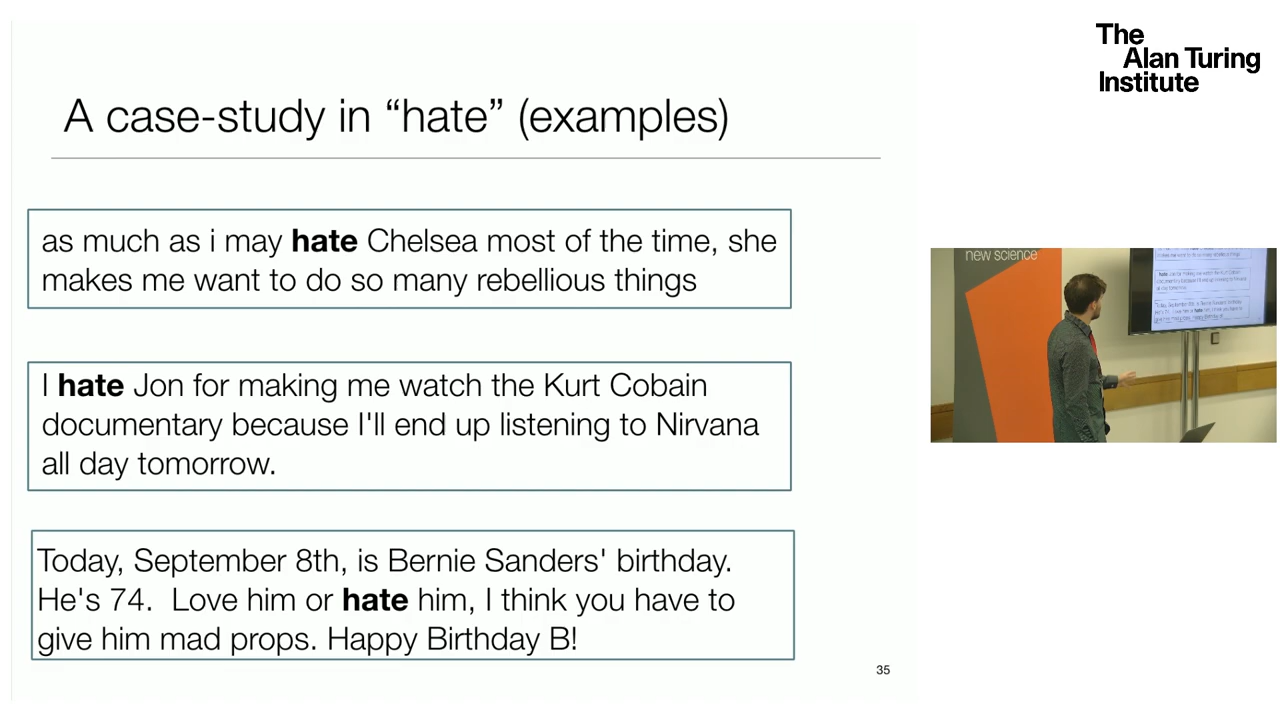 The
Alan Turing
Institute
A case-study in “hate” (examples)
as much as i may hate Chelsea most of the time, she
makes me want to do so many rebellious things
I hate Jon for making me watch the Kurt Cobain
documentary because I'll end up listening to Nirvana
all day tomorrow.
Today, September 8th, is Bernie Sanders' birthday.
He's 74.  Love him or hate him, I think you have to
give him mad props. Happy Birthday B!
35
new science